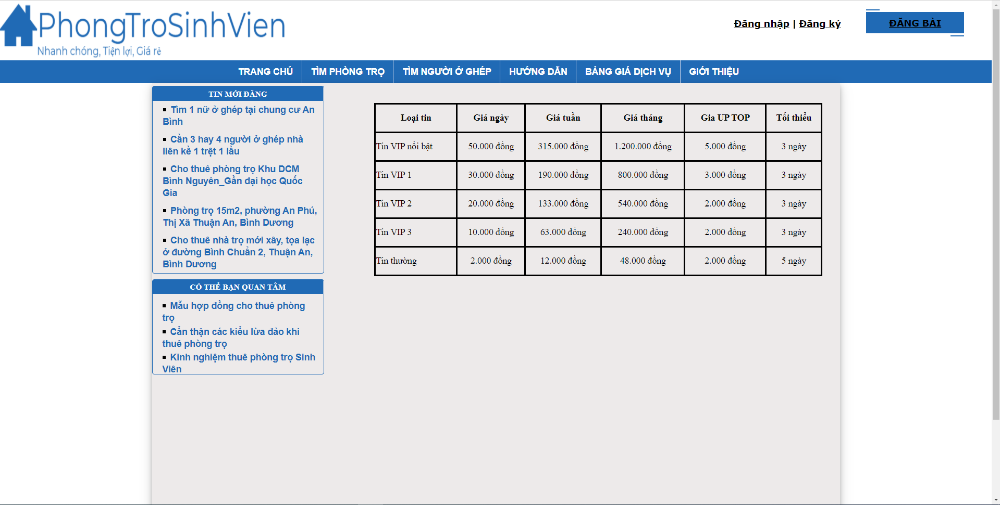 PhongTroSinhVien
Nhanh chóng, Tiện lợi, Giá rẻ
Đăng nhập | Đăng ký
ĐĂNG BÀI
TRANG CHỦ TÌM PHÒNG TRỌ TÌM NGƯỜI Ở GHÉP HƯỚNG DẪN BẢNG GIÁ DỊCH VỤ GIỚI THIỆU
TIN MỚI ĐĂNG
Tìm 1 nữ ở ghép tại chung cư An
Bình
Cần 3 hay 4 người ở ghép nhà
liên kề 1 trệt 1 lầu
Cho thuê phòng trọ Khu DCM
Bình Nguyên_Gần đại học Quốc
Gia
Phòng trọ 15m2, phường An Phú,
Thị Xã Thuận An, Bình Dương
Cho thuê nhà trọ mới xây, tọa lạc
ở đường Bình Chuẩn 2, Thuận An,
Bình Dương
CÓ THỂ BẠN QUAN TÂM
Mẫu hợp đồng cho thuê phòng
trọ
Cẩn thận các kiểu lừa đảo khi
thuê phòng trọ
Kinh nghiệm thuê phòng trọ Sinh
Viên
Loại tin Giá ngày Giá tuần Giá tháng Gia UP TOP Tối thiểu
Tin VIP nổi bật 50.000 đồng 315.000 đồng 1.200.000 đồng 5.000 đồng 3 ngày
Tin VIP 1 30.000 đồng 190.000 đồng 800.000 đồng 3.000 đồng 3 ngày
Tin VIP 2 20.000 đồng 133.000 đồng 540.000 đồng 2.000 đồng 3 ngày
Tin VIP 3 10.000 đồng 63.000 đồng 240.000 đồng 2.000 đồng 3 ngày
Tin thường 2.000 đồng 12.000 đồng 48.000 đồng 2.000 đồng 5 ngày